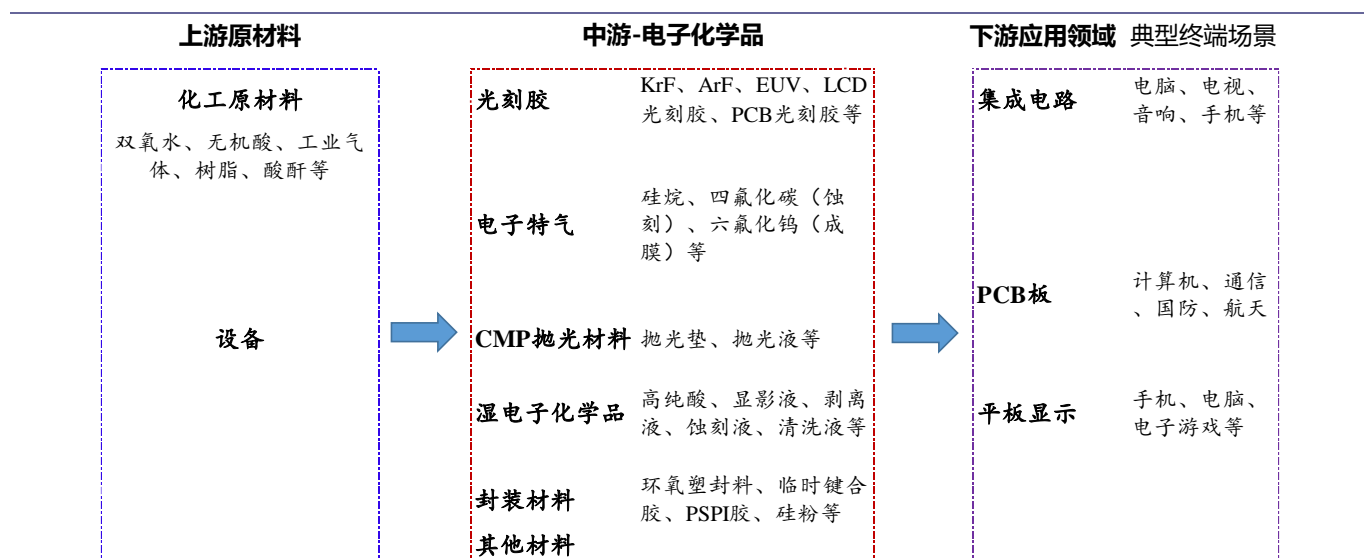 上游原材料
化工原材料
双氧水、无机酸、工业气
体、树脂、酸酐等
设备
中游-电子化学品
光刻胶
KrF、ArF、EUV、LCD
光刻胶、PCB光刻胶等
电子特气
硅烷、四氟化碳（蚀
刻）、六氟化钨（成
膜）等
CMP抛光材料
抛光垫、抛光液等
湿电子化学品
高纯酸、显影液、剥离
液、蚀刻液、清洗液等
封装材料
环氧塑封料、临时键合
胶、PSPI胶、硅粉等
其他材料
下游应用领域 典型终端场景
集成电路
电脑、电视、
音响、手机等
PCB板
计算机、通信
、国防、航天
平板显示
手机、电脑、
电子游戏等